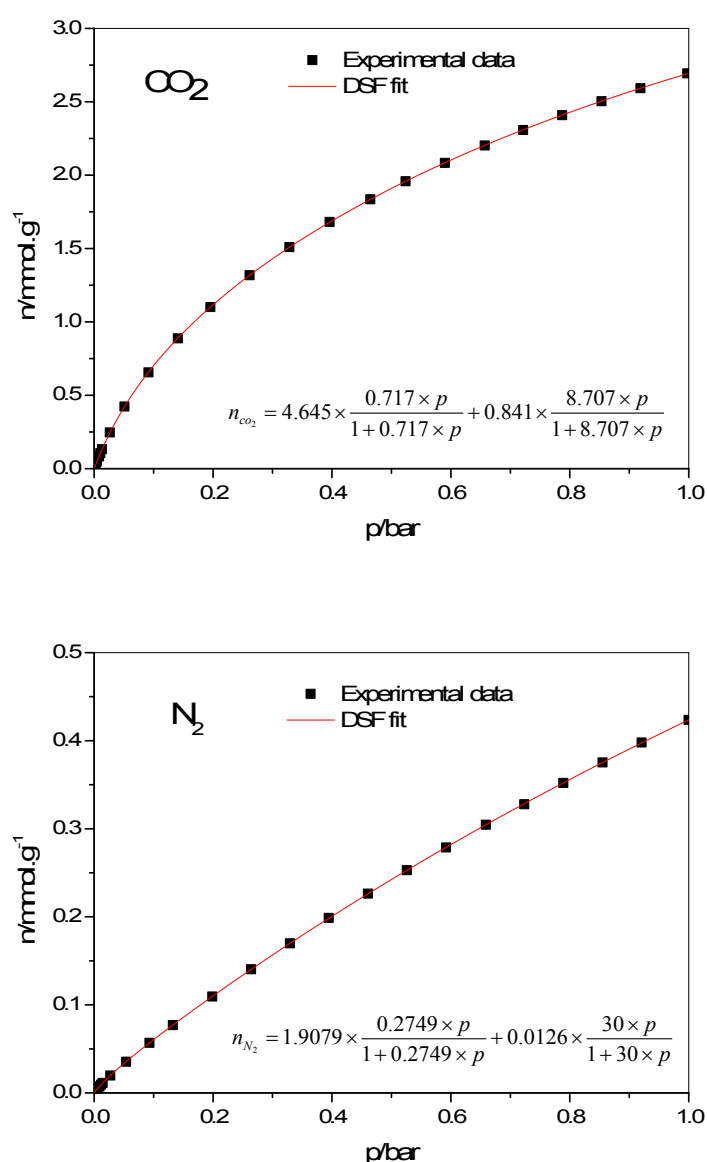 3.0
Experimental data
DSF fit
CO2
2.5
2.0
1.5
1.0
0.5
0.0
n/mmol.g-1
n_co2 = 4.645 × (0.717 × p)/(1 + 0.717 × p) + 0.841 × (8.707 × p)/(1 + 8.707 × p)
0.0 0.2 0.4 0.6 0.8 1.0
p/bar
0.5
Experimental data
DSF fit
N2
0.4
0.3
0.2
0.1
0.0
n/mmol.g-1
n_N2 = 1.9079 × (0.2749 × p)/(1 + 0.2749 × p) + 0.0126 × (30 × p)/(1 + 30 × p)
0.0 0.2 0.4 0.6 0.8 1.0
p/bar